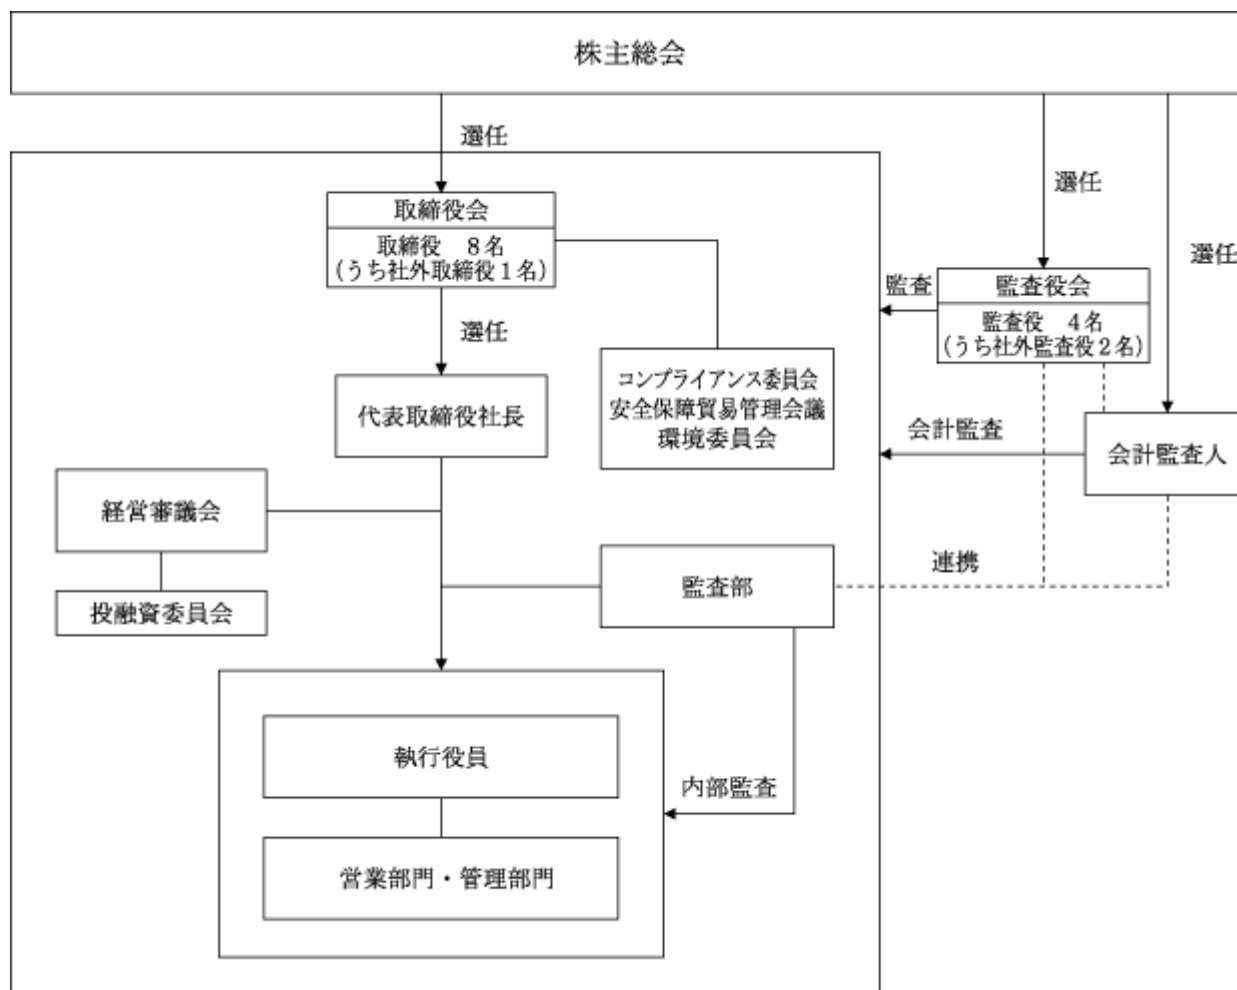 株主総会
選任
選任
選任
取締役会
取締役　8名
(うち社外取締役1名)
監査
監査役会
監査役　4名
(うち社外監査役2名)
選任
コンプライアンス委員会
安全保障貿易管理会議
環境委員会
代表取締役社長
会計監査
会計監査人
経営審議会
連携
監査部
投融資委員会
執行役員
内部監査
営業部門・管理部門